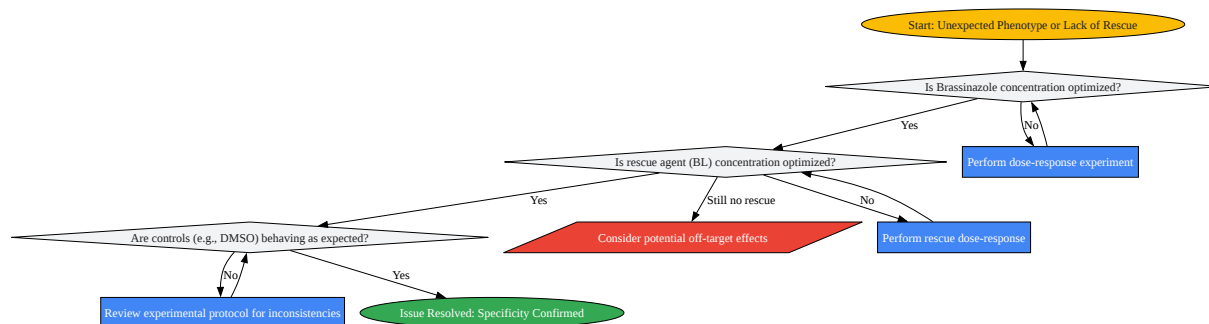 Start: Unexpected Phenotype or Lack of Rescue
Is Brassinazole concentration optimized?
Yes
No
Is rescue agent (BL) concentration optimized?
Perform dose-response experiment
Yes
Still no rescue
No
Are controls (e.g., DMSO) behaving as expected?
Consider potential off-target effects
Perform rescue dose-response
No
Yes
Review experimental protocol for inconsistencies
Issue Resolved: Specificity Confirmed